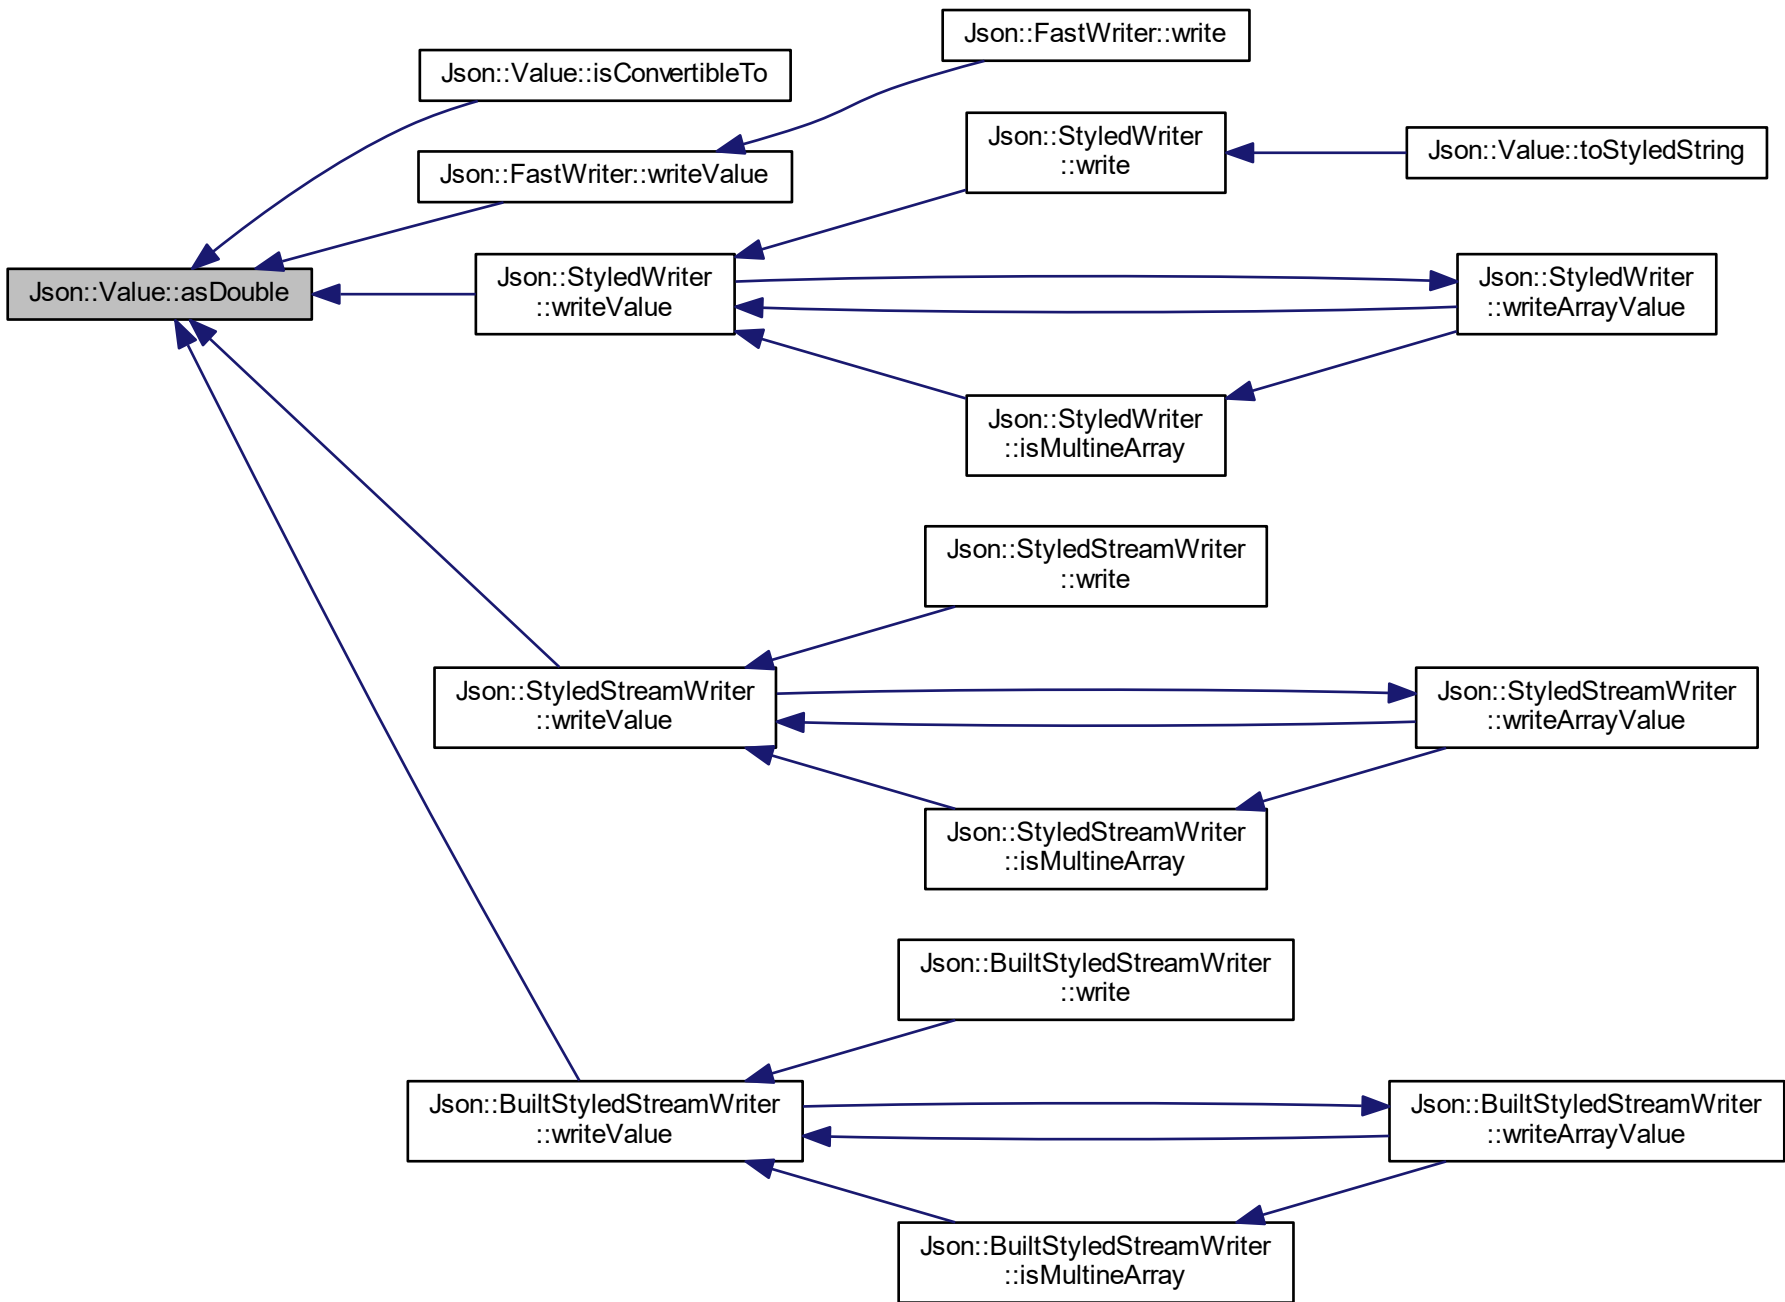 Json::FastWriter::write
Json::Value::isConvertibleTo
Json::StyledWriter
::write
Json::Value::toStyledString
Json::FastWriter::writeValue
Json::Value::asDouble
Json::StyledWriter
::writeValue
Json::StyledWriter
::writeArrayValue
Json::StyledWriter
::isMultineArray
Json::StyledStreamWriter
::write
Json::StyledStreamWriter
::writeValue
Json::StyledStreamWriter
::writeArrayValue
Json::StyledStreamWriter
::isMultineArray
Json::BuiltStyledStreamWriter
::write
Json::BuiltStyledStreamWriter
::writeValue
Json::BuiltStyledStreamWriter
::writeArrayValue
Json::BuiltStyledStreamWriter
::isMultineArray